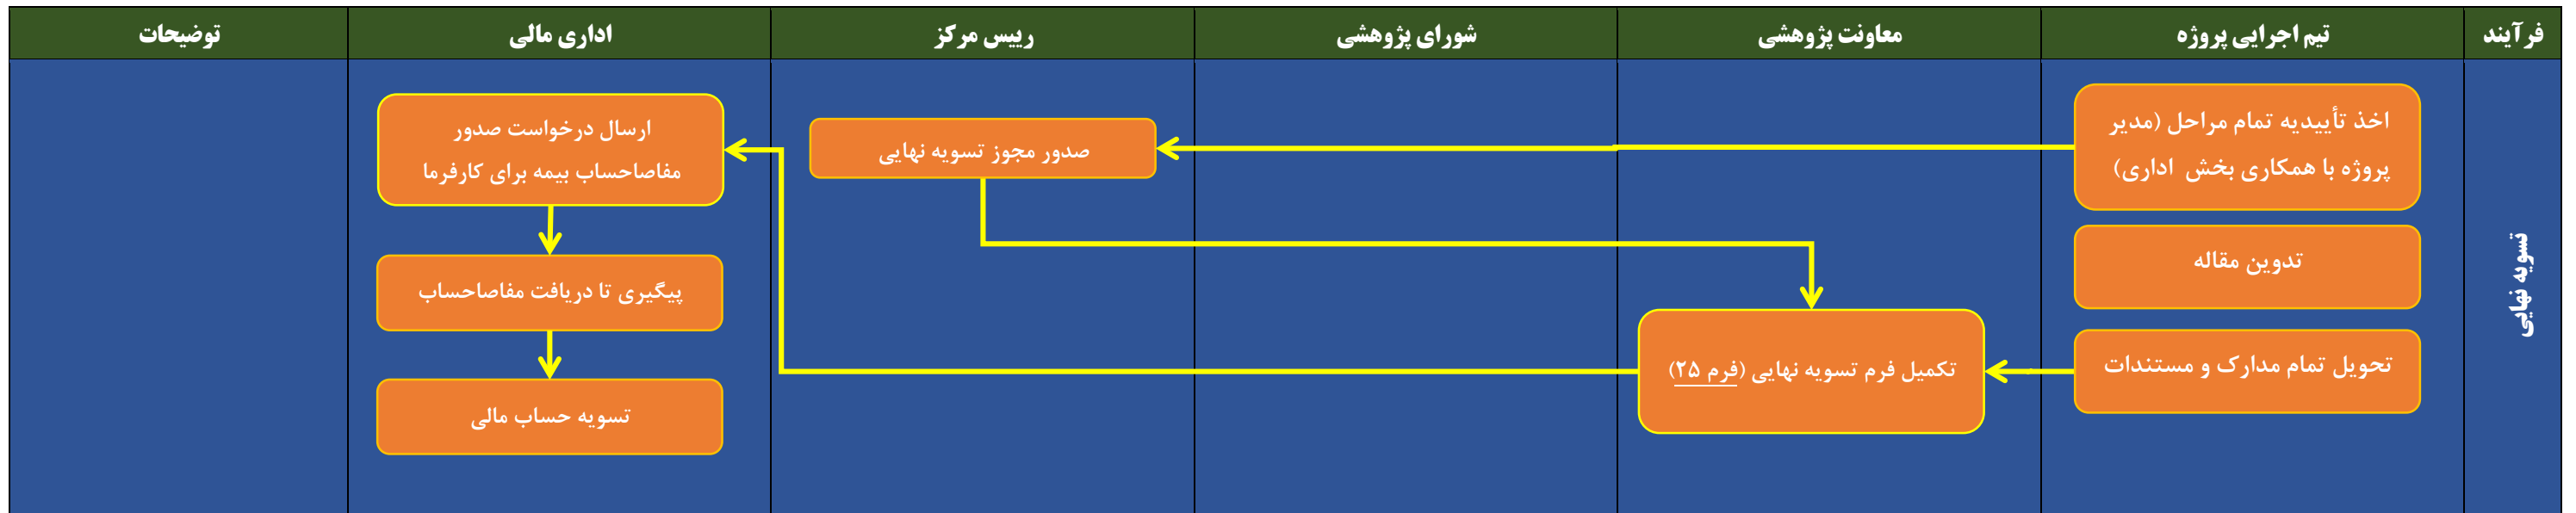 فرآیند
تیم اجرایی پروژه
معاونت پژوهشی
شورای پژوهشی
رییس مرکز
اداری مالی
توضیحات
تسویه نهایی
اخذ تأییدیه تمام مراحل (مدیر
پروژه با همکاری بخش اداری)
تدوین مقاله
تحویل تمام مدارک و مستندات
تکمیل فرم تسویه نهایی (فرم ۲۵)
صدور مجوز تسویه نهایی
ارسال درخواست صدور
مفاصاحساب بیمه برای کارفرما
پیگیری تا دریافت مفاصاحساب
تسویه حساب مالی